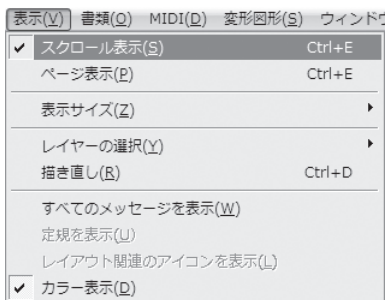 表示(V) 書類(O) MIDI(D) 変形図形(S) ウィンドウ
✓ スクロール表示(S) Ctrl+E
ページ表示(P) Ctrl+E
表示サイズ(Z)
レイヤーの選択(Y)
描き直し(R) Ctrl+D
すべてのメッセージを表示(W)
定規を表示(U)
レイアウト関連のアイコンを表示(L)
✓ カラー表示(D)